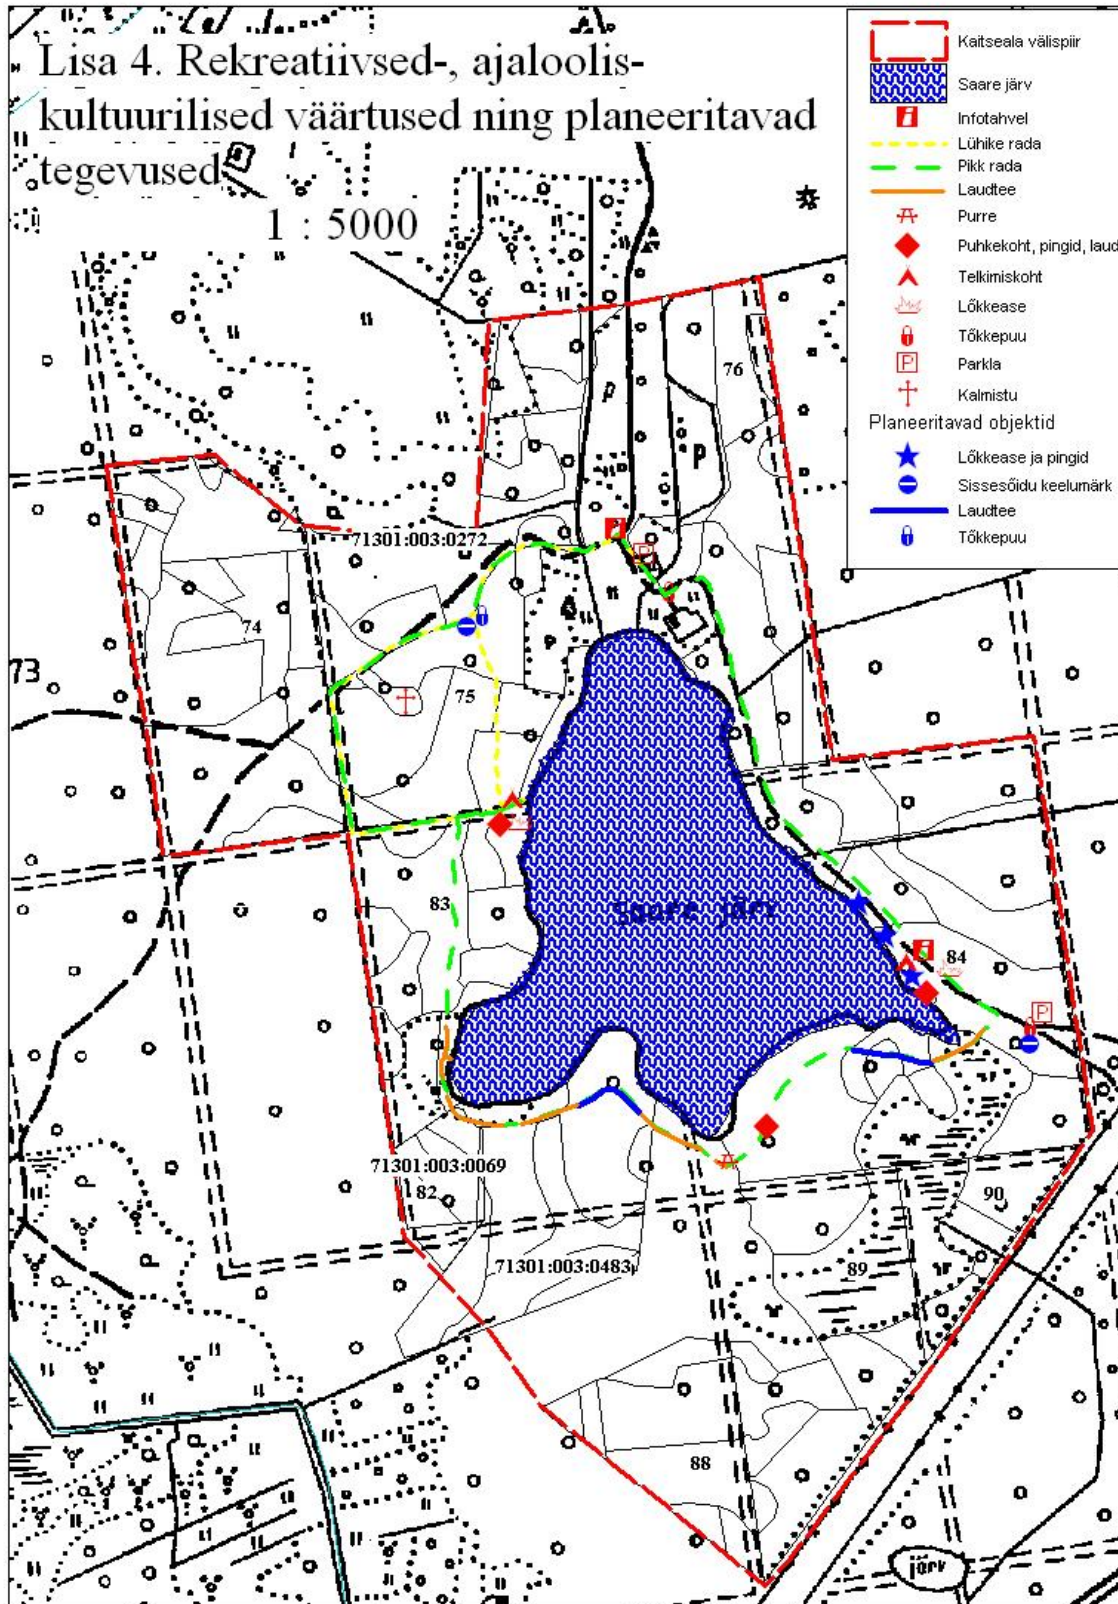 Lisa 4. Rekreatiivsed-, ajaloolis-
kultuurilised väärtused ning planeeritavad
tegevused
1 : 5000
Kaitseala välispiir
Saare järv
Infotahvel
Lühike rada
Pikk rada
Laudtee
Purre
Puhkekoht, pingid, laud
Telkimiskoht
Lõkkease
Tõkkepuu
P Parkla
Kalmistu
Planeeritavad objektid
Lõkkease ja pingid
Sissesõidu keelumärk
Laudtee
Tõkkepuu
76
P
P
71301:003:0272
P
74
73
75
83
Saare järv
84
P
71301:003:0069
82
90
71301:003:0483
89
88
järv